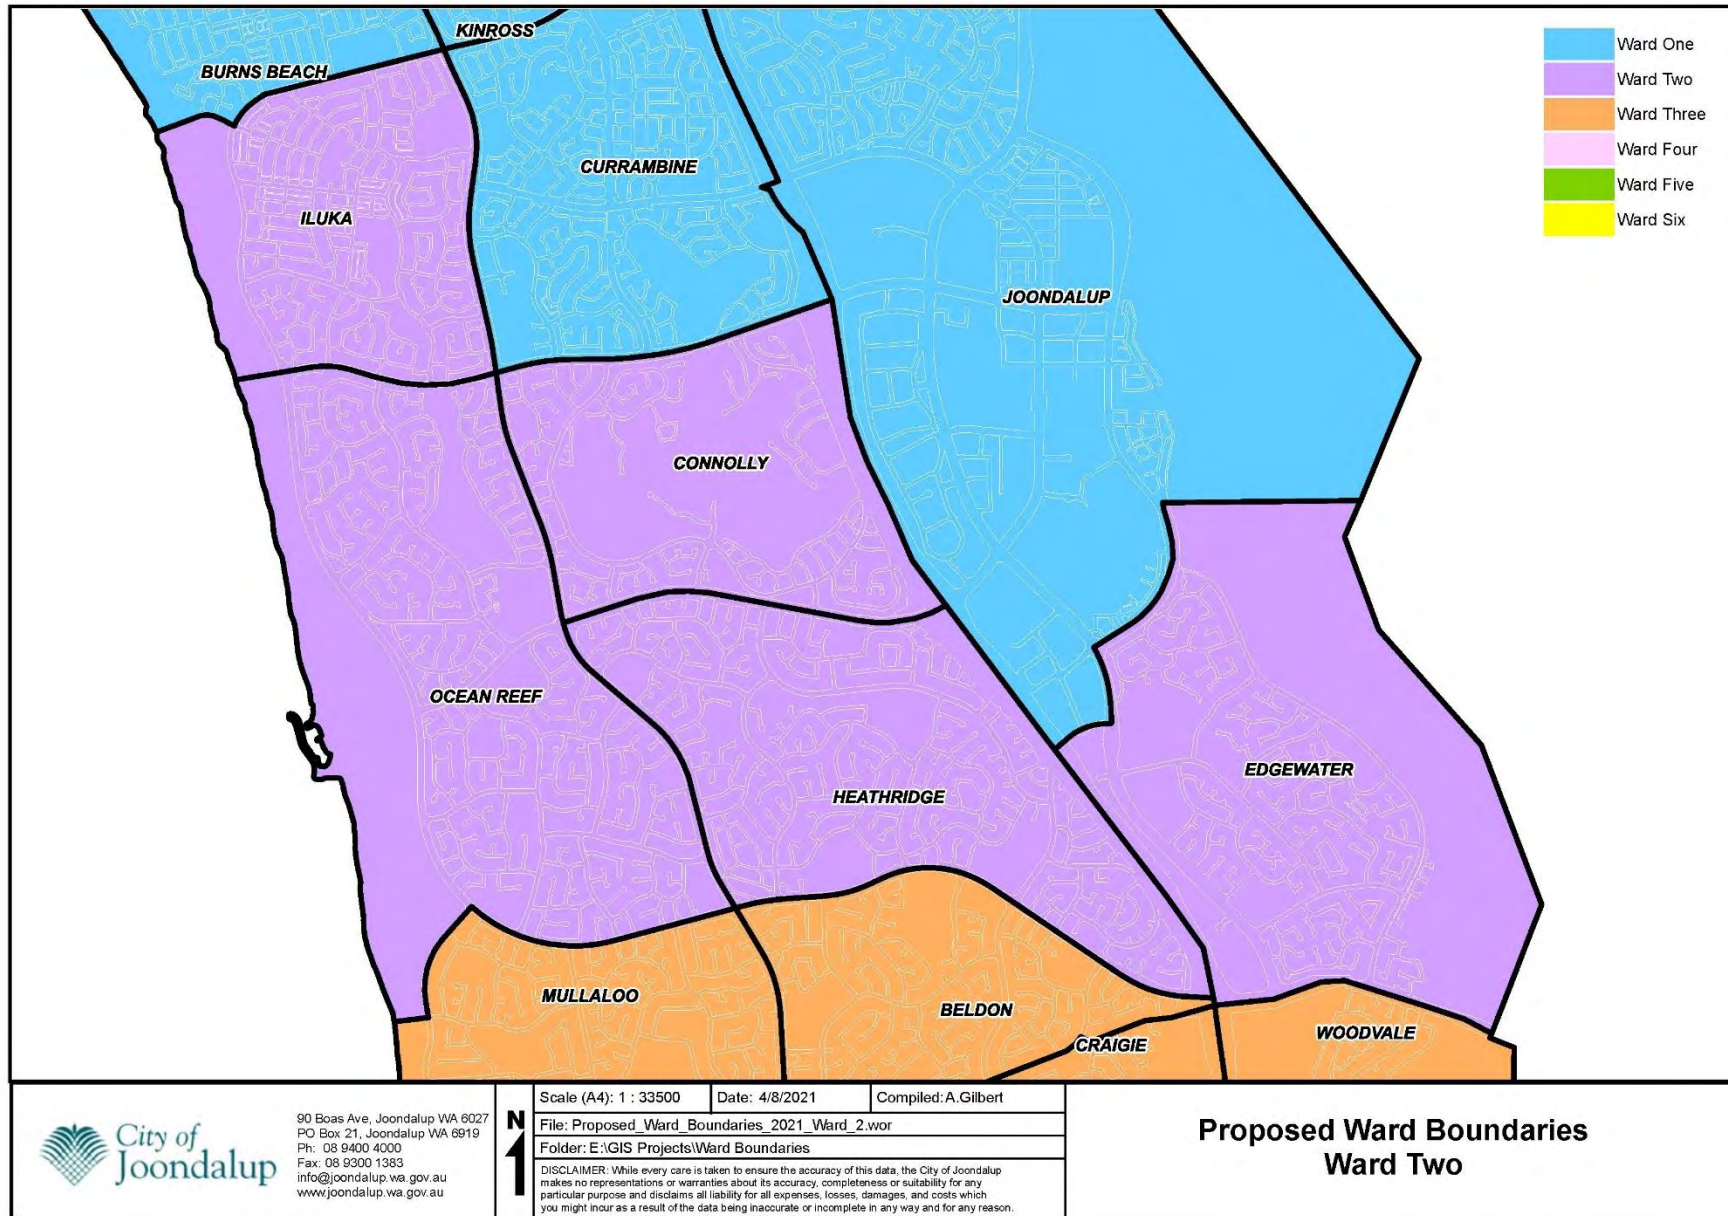 KINROSS
BURNS BEACH
CURRAMBINE
ILUKA
JOONDALUP
CONNOLLY
OCEAN REEF
EDGEWATER
HEATHRIDGE
MULLALOO
BELDON
CRAIGIE
WOODVALE
Ward One
Ward Two
Ward Three
Ward Four
Ward Five
Ward Six
City of
Joondalup
90 Boas Ave, Joondalup WA 6027
PO Box 21, Joondalup WA 6919
Ph: 08 9400 4000
Fax: 08 9300 1383
info@joondalup.wa.gov.au
www.joondalup.wa.gov.au
N
Scale (A4): 1 : 33500
Date: 4/8/2021
Compiled: A.Gilbert
File: Proposed_Ward_Boundaries_2021_Ward_2.wor
Folder: E:\GIS Projects\Ward Boundaries
DISCLAIMER: While every care is taken to ensure the accuracy of this data, the City of Joondalup
makes no representations or warranties about its accuracy, completeness or suitability for any
particular purpose and disclaims all liability for all expenses, losses, damages, and costs which
you might incur as a result of the data being inaccurate or incomplete in any way and for any reason.
Proposed Ward Boundaries
Ward Two